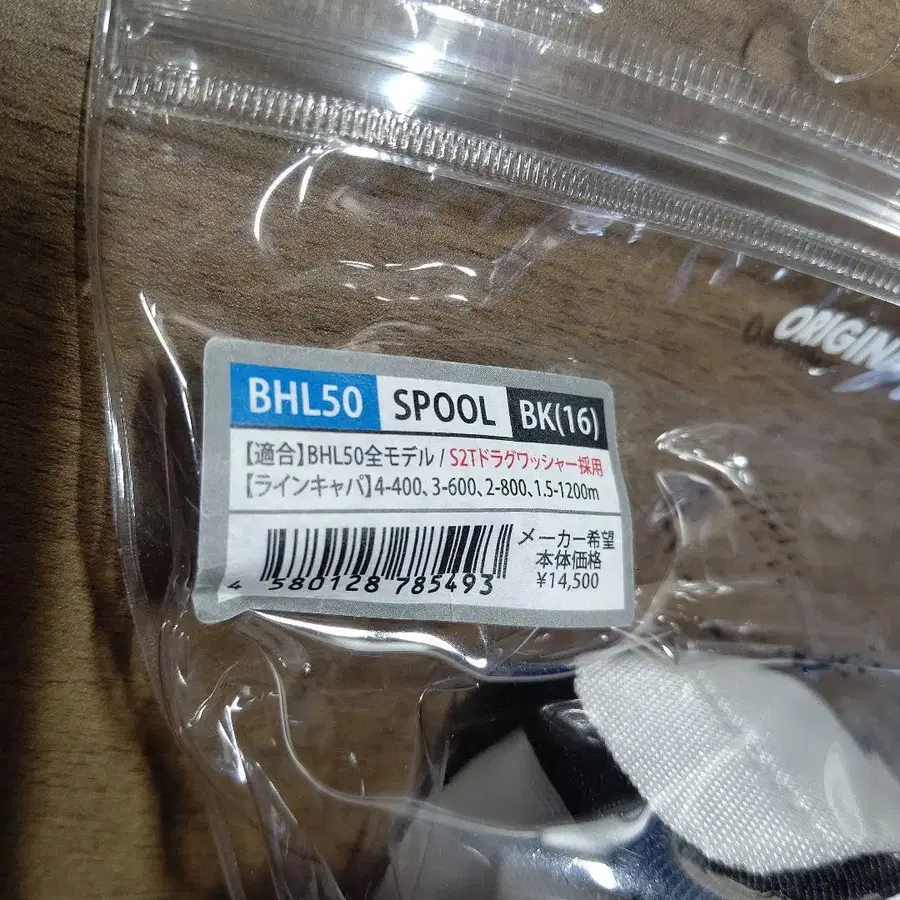 ORIGIN
BHL50 SPOOL BK(16)
【適合】BHL50全モデル / S2Tドラグワッシャー採用
【ラインキャパ】4-400、3-600、2-800、1.5-1200m
メーカー希望
本体価格
¥14,500
4 580128 785493